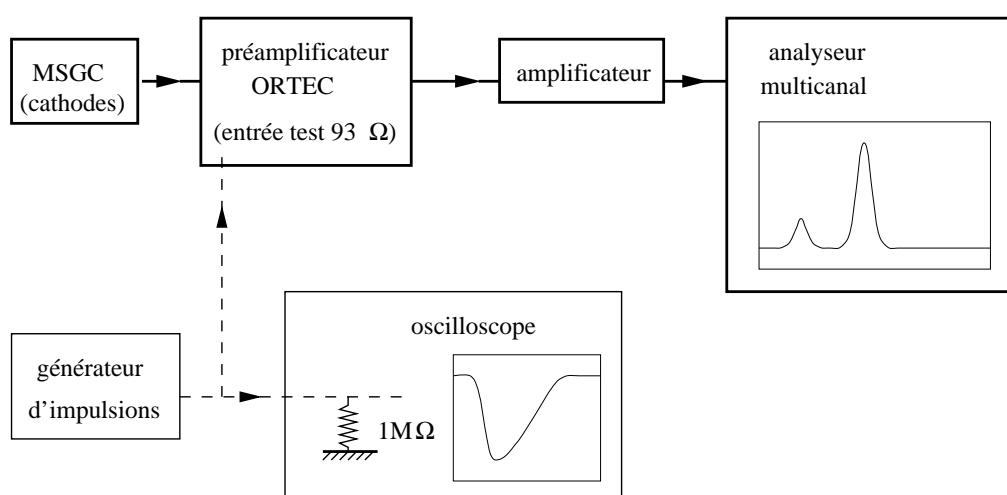 MSGC
(cathodes)
préamplificateur
ORTEC
(entrée test 93 Ω)
amplificateur
analyseur
multicanal
générateur
d'impulsions
oscilloscope
1MΩ